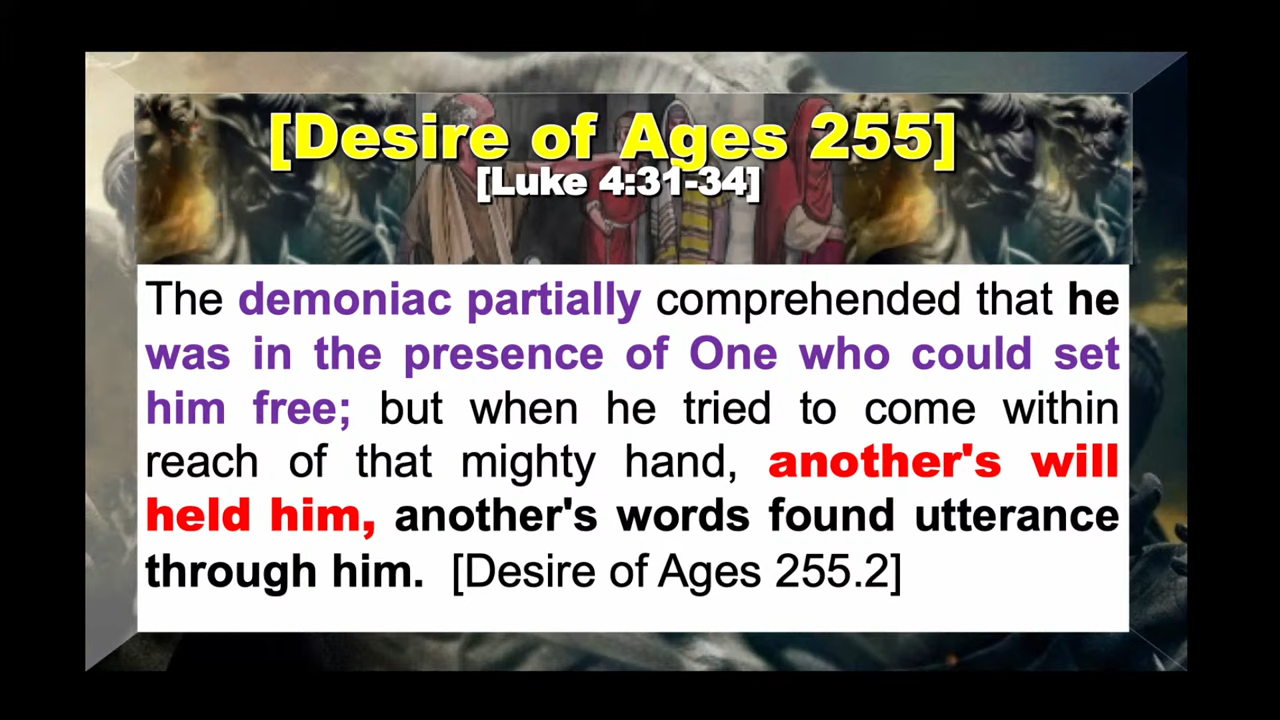 [Desire of Ages 255]
[Luke 4:31-34]
The demoniac partially comprehended that he
was in the presence of One who could set
him free; but when he tried to come within
reach of that mighty hand, another's will
held him, another's words found utterance
through him. [Desire of Ages 255.2]